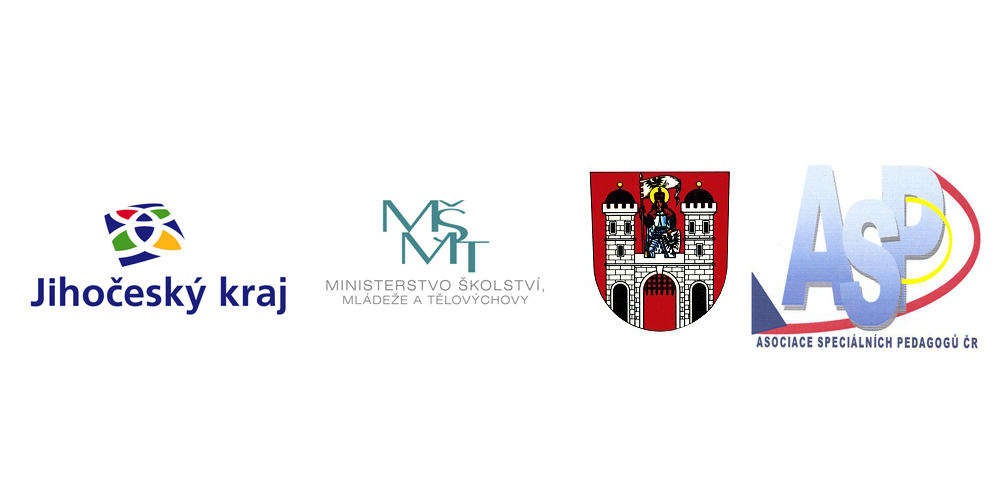 Jihočeský kraj
MŠ
MT
MINISTERSTVO ŠKOLSTVÍ,
MLÁDEŽE A TĚLOVÝCHOVY
ASP
ASOCIACE SPECIÁLNÍCH PEDAGOGŮ ČR